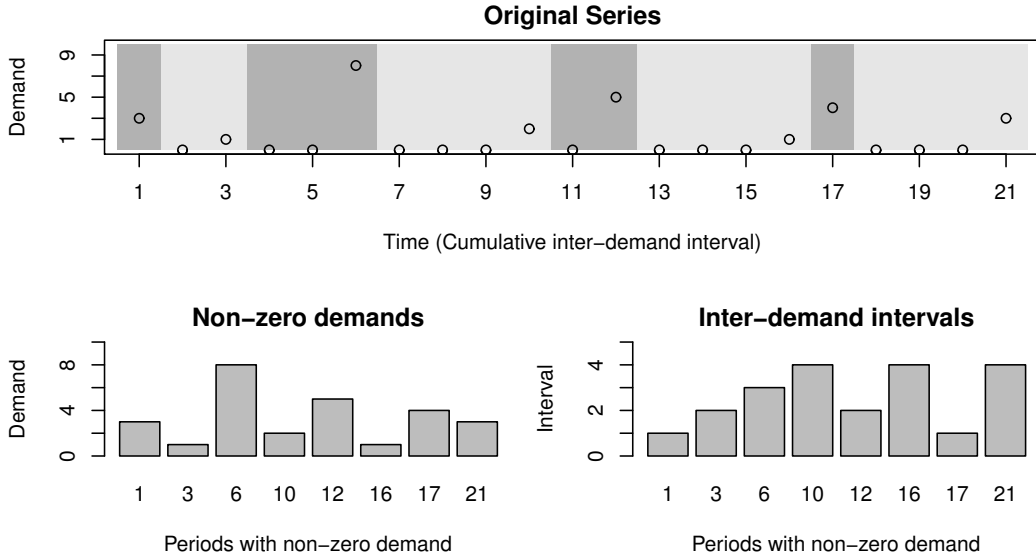 Original Series
Demand
9
5
1
1 3 5 7 9 11 13 15 17 19 21
Time (Cumulative inter−demand interval)
Non−zero demands
Demand
8
4
0
1 3 6 10 12 16 17 21
Periods with non−zero demand
Inter−demand intervals
Interval
4
2
0
1 3 6 10 12 16 17 21
Periods with non−zero demand